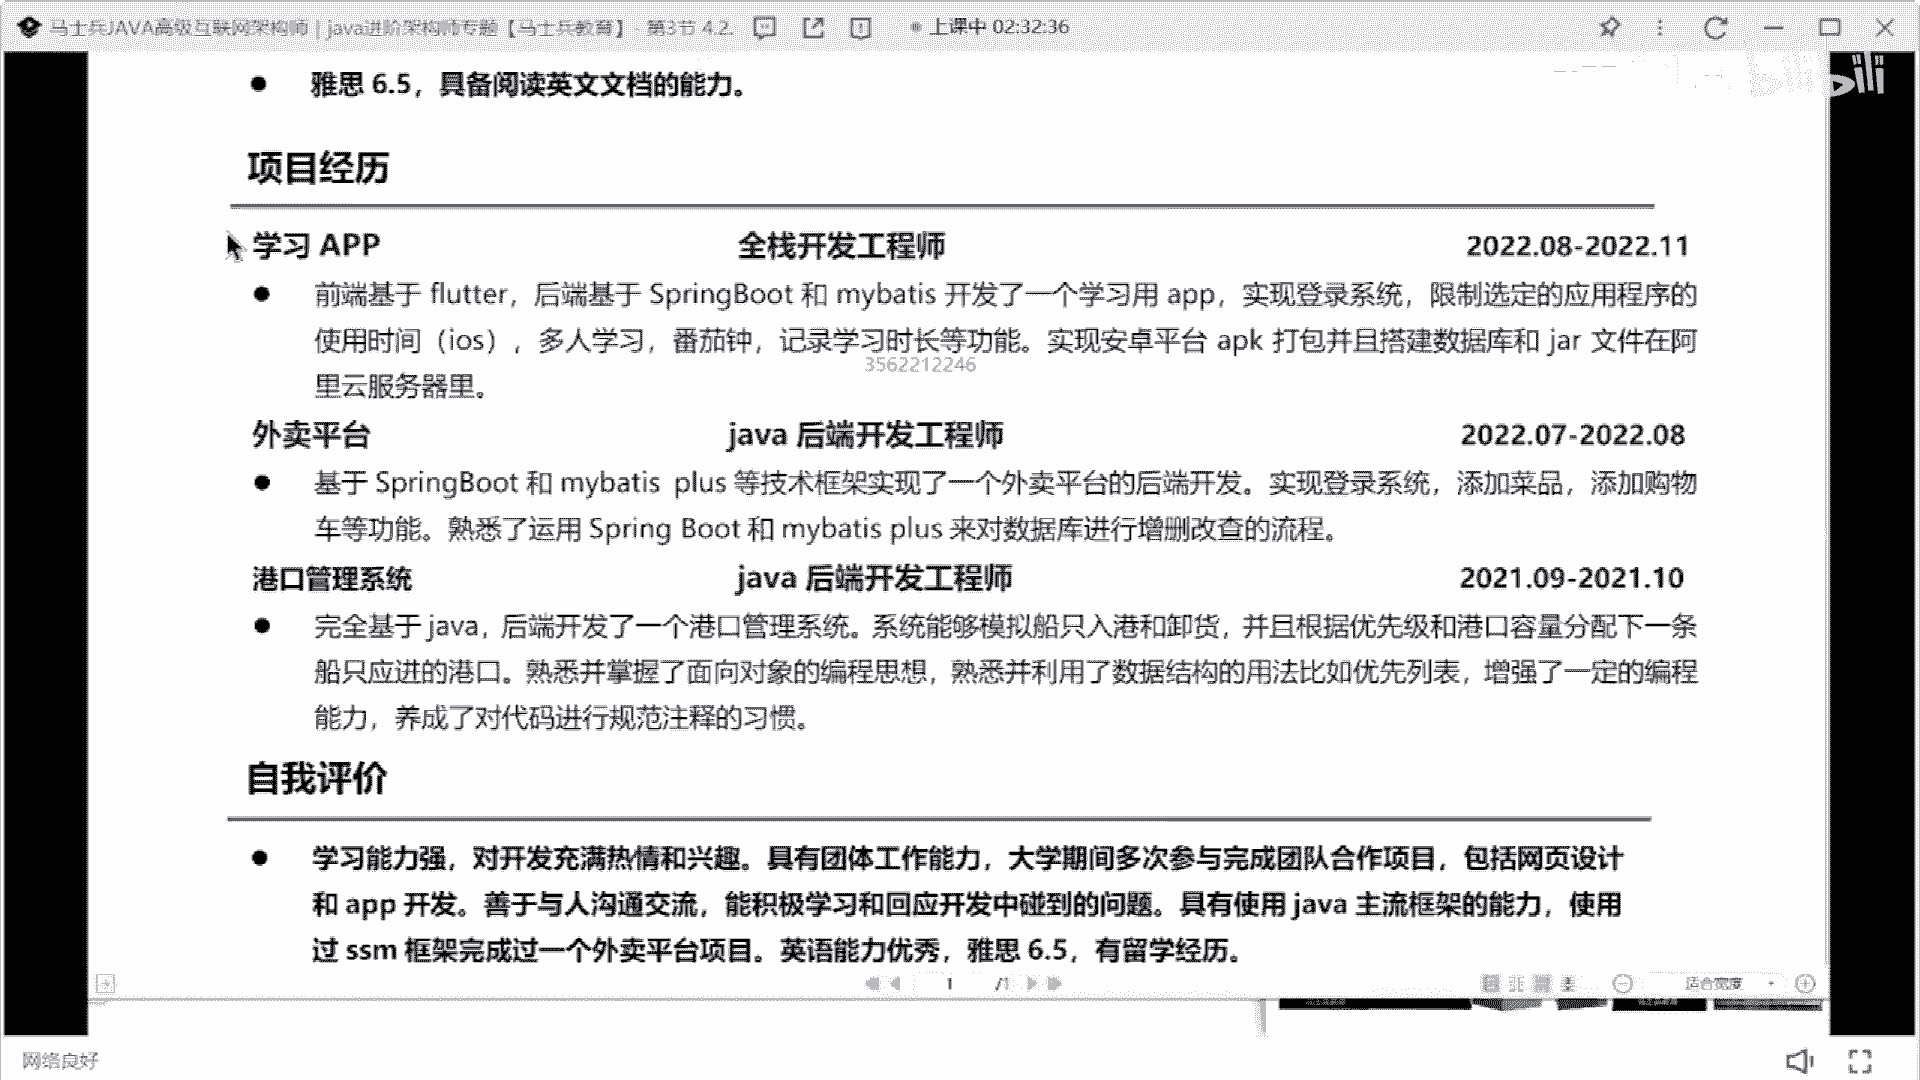 马士兵JAVA高级互联网架构师 | java进阶架构师专题【马士兵教育】- 第3节 4.2. 上课中 02:32:36
bilibili
● 雅思 6.5，具备阅读英文文档的能力。
项目经历
学习 APP 全栈开发工程师 2022.08-2022.11
● 前端基于 flutter，后端基于 SpringBoot 和 mybatis 开发了一个学习用 app，实现登录系统，限制选定的应用程序的
使用时间（ios），多人学习，番茄钟，记录学习时长等功能。实现安卓平台 apk 打包并且搭建数据库和 jar 文件在阿
3562212246
里云服务器里。
外卖平台 java 后端开发工程师 2022.07-2022.08
● 基于 SpringBoot 和 mybatis plus 等技术框架实现了一个外卖平台的后端开发。实现登录系统，添加菜品，添加购物
车等功能。熟悉了运用 Spring Boot 和 mybatis plus 来对数据库进行增删改查的流程。
港口管理系统 java 后端开发工程师 2021.09-2021.10
● 完全基于 java，后端开发了一个港口管理系统。系统能够模拟船只入港和卸货，并且根据优先级和港口容量分配下一条
船只应进的港口。熟悉并掌握了面向对象的编程思想，熟悉并利用了数据结构的用法比如优先列表，增强了一定的编程
能力，养成了对代码进行规范注释的习惯。
自我评价
● 学习能力强，对开发充满热情和兴趣。具有团体工作能力，大学期间多次参与完成团队合作项目，包括网页设计
和 app 开发。善于与人沟通交流，能积极学习和回应开发中碰到的问题。具有使用 java 主流框架的能力，使用
过 ssm 框架完成过一个外卖平台项目。英语能力优秀，雅思 6.5，有留学经历。
1 /1 适合宽度
网络良好